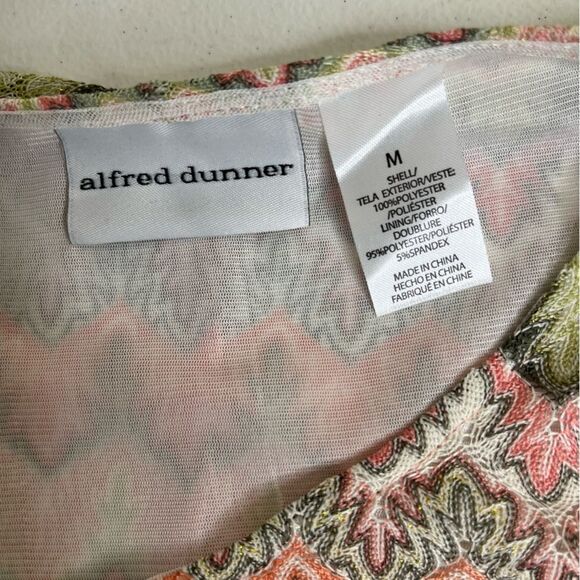 alfred dunner
M
SHELL/
TELA EXTERIOR/VESTE:
100%POLYESTER
/POLIÉSTER
LINING/FORRO/
DOUBLURE
95%POLYESTER/POLIÉSTER
5%SPANDEX
MADE IN CHINA
HECHO EN CHINA
FABRIQUÉ EN CHINE